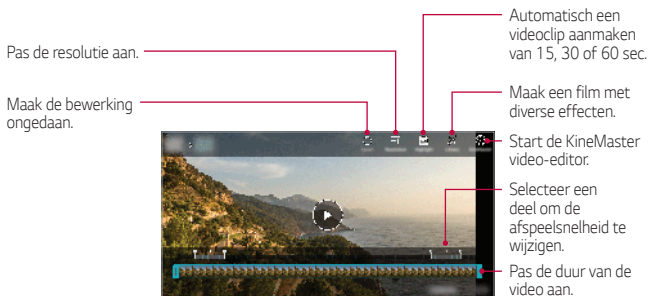 Pas de resolutie aan.
Maak de bewerking
ongedaan.
Automatisch een
videoclip aanmaken
van 15, 30 of 60 sec.
Maak een film met
diverse effecten.
Start de KineMaster
video-editor.
Selecteer een
deel om de
afspeelsnelheid te
wijzigen.
Pas de duur van de
video aan.